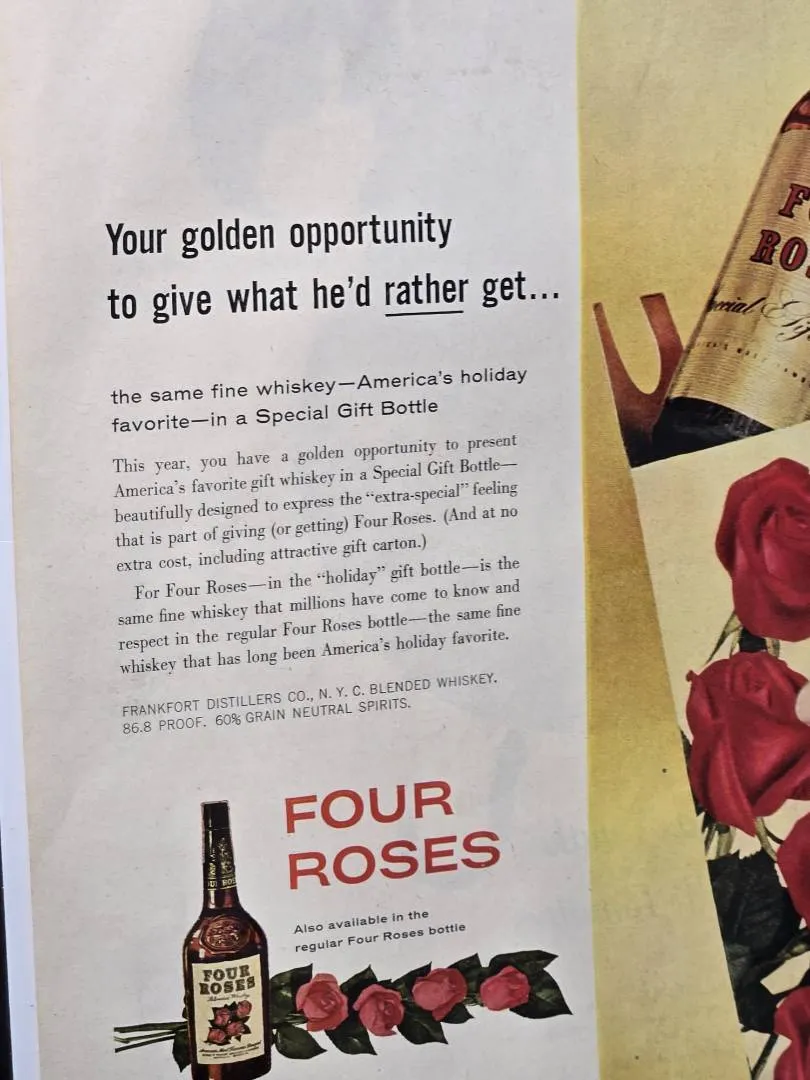 Your golden opportunity
to give what he'd rather get...
the same fine whiskey—America's holiday
favorite—in a Special Gift Bottle
This year, you have a golden opportunity to present
America's favorite gift whiskey in a Special Gift Bottle—
beautifully designed to express the “extra-special” feeling
that is part of giving (or getting) Four Roses. (And at no
extra cost, including attractive gift carton.)
For Four Roses—in the “holiday” gift bottle—is the
same fine whiskey that millions have come to know and
respect in the regular Four Roses bottle—the same fine
whiskey that has long been America's holiday favorite.
FRANKFORT DISTILLERS CO., N. Y. C. BLENDED WHISKEY.
86.8 PROOF. 60% GRAIN NEUTRAL SPIRITS.
FOUR
ROSES
Also available in the
regular Four Roses bottle
FOUR
ROSES
Blended Whiskey
F
RO